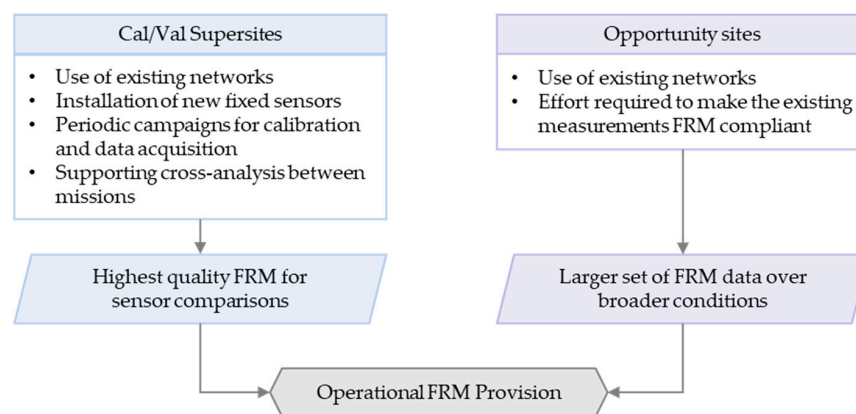 Cal/Val Supersites
• Use of existing networks
• Installation of new fixed sensors
• Periodic campaigns for calibration
and data acquisition
• Supporting cross-analysis between
missions
Highest quality FRM for
sensor comparisons
Opportunity sites
• Use of existing networks
• Effort required to make the existing
measurements FRM compliant
Larger set of FRM data over
broader conditions
Operational FRM Provision